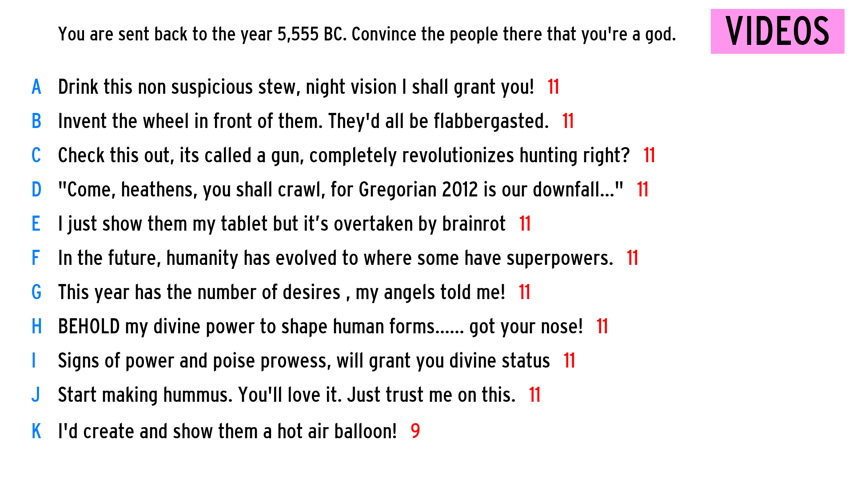 You are sent back to the year 5,555 BC. Convince the people there that you're a god.
VIDEOS
A Drink this non suspicious stew, night vision I shall grant you! 11
B Invent the wheel in front of them. They'd all be flabbergasted. 11
C Check this out, its called a gun, completely revolutionizes hunting right? 11
D "Come, heathens, you shall crawl, for Gregorian 2012 is our downfall..." 11
E I just show them my tablet but it’s overtaken by brainrot 11
F In the future, humanity has evolved to where some have superpowers. 11
G This year has the number of desires , my angels told me! 11
H BEHOLD my divine power to shape human forms...... got your nose! 11
I Signs of power and poise prowess, will grant you divine status 11
J Start making hummus. You'll love it. Just trust me on this. 11
K I'd create and show them a hot air balloon! 9